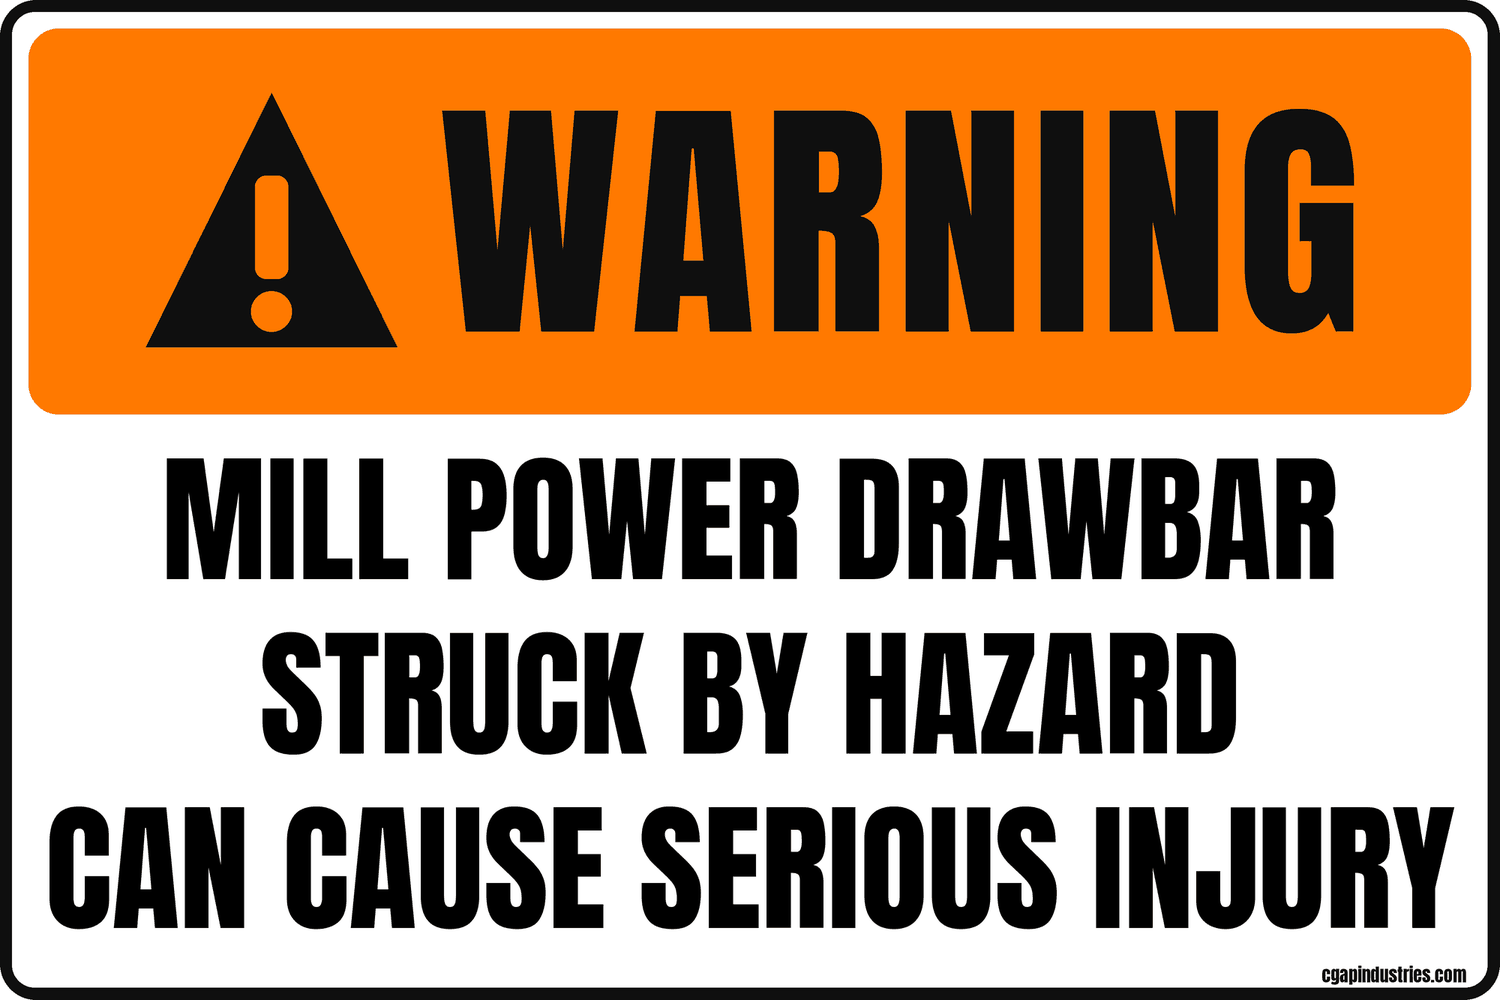 WARNING
MILL POWER DRAWBAR
STRUCK BY HAZARD
CAN CAUSE SERIOUS INJURY
cgapindustries.com